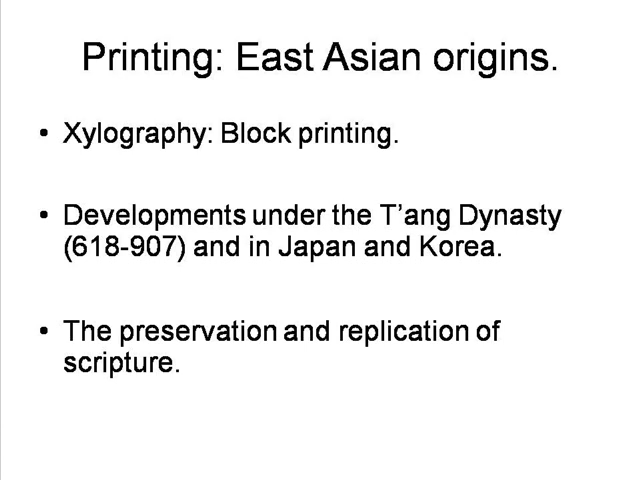 Printing: East Asian origins.
• Xylography: Block printing.
• Developments under the T’ang Dynasty
(618-907) and in Japan and Korea.
• The preservation and replication of
scripture.